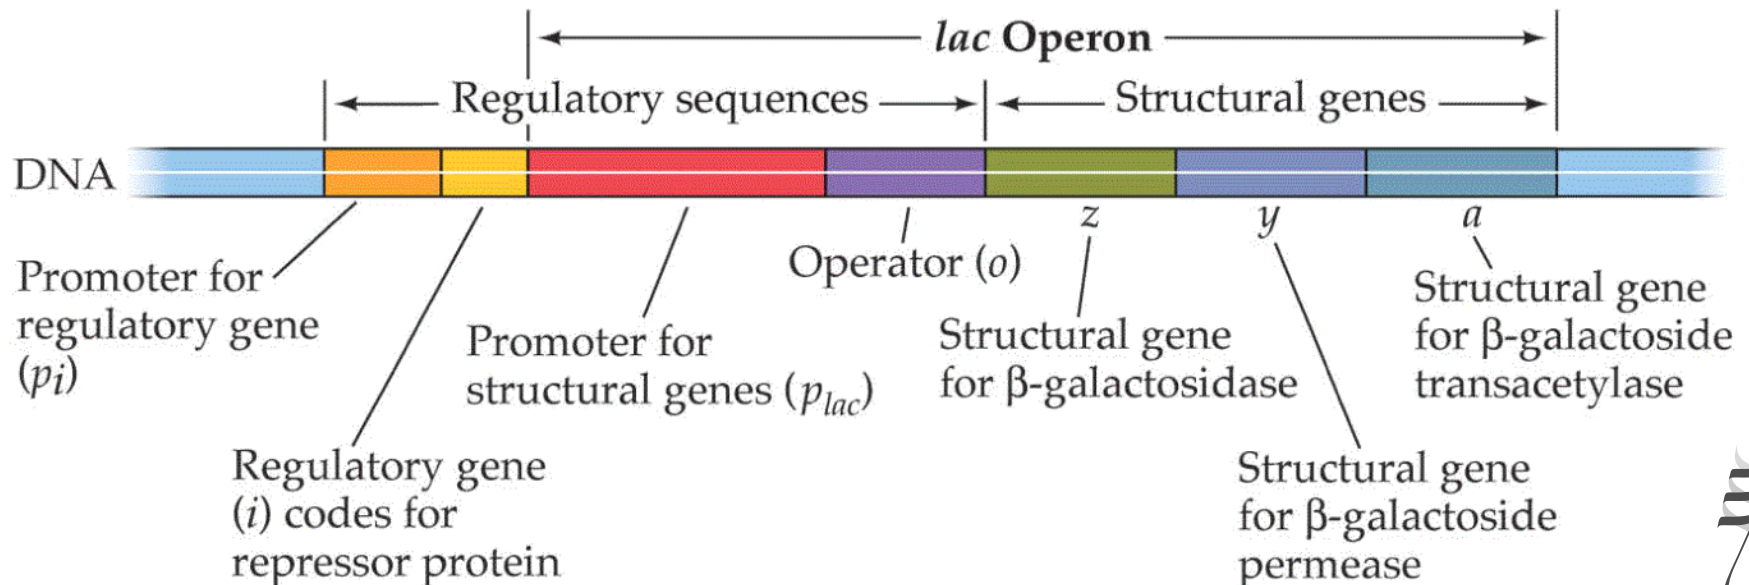 lac Operon
Regulatory sequences
Structural genes
DNA
z
y
a
Promoter for
regulatory gene
(pi)
Regulatory gene
(i) codes for
repressor protein
Promoter for
structural genes (plac)
Operator (o)
Structural gene
for β-galactosidase
Structural gene
for β-galactoside
permease
Structural gene
for β-galactoside
transacetylase